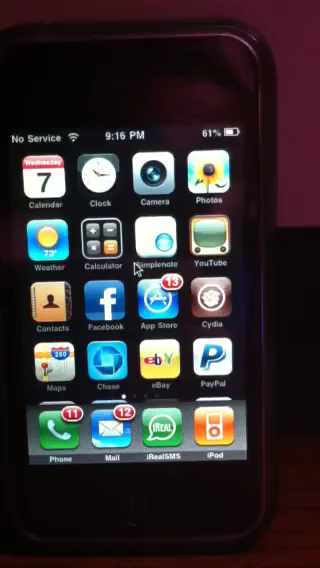 No Service 9:16 PM 61%
Wednesday
7
Calendar Clock Camera Photos
73°
Weather Calculator Simplenote YouTube
13
Contacts Facebook App Store Cydia
280
ebY
Maps Chase eBay PayPal
11 12
iREAL
Phone Mail iRealSMS iPod